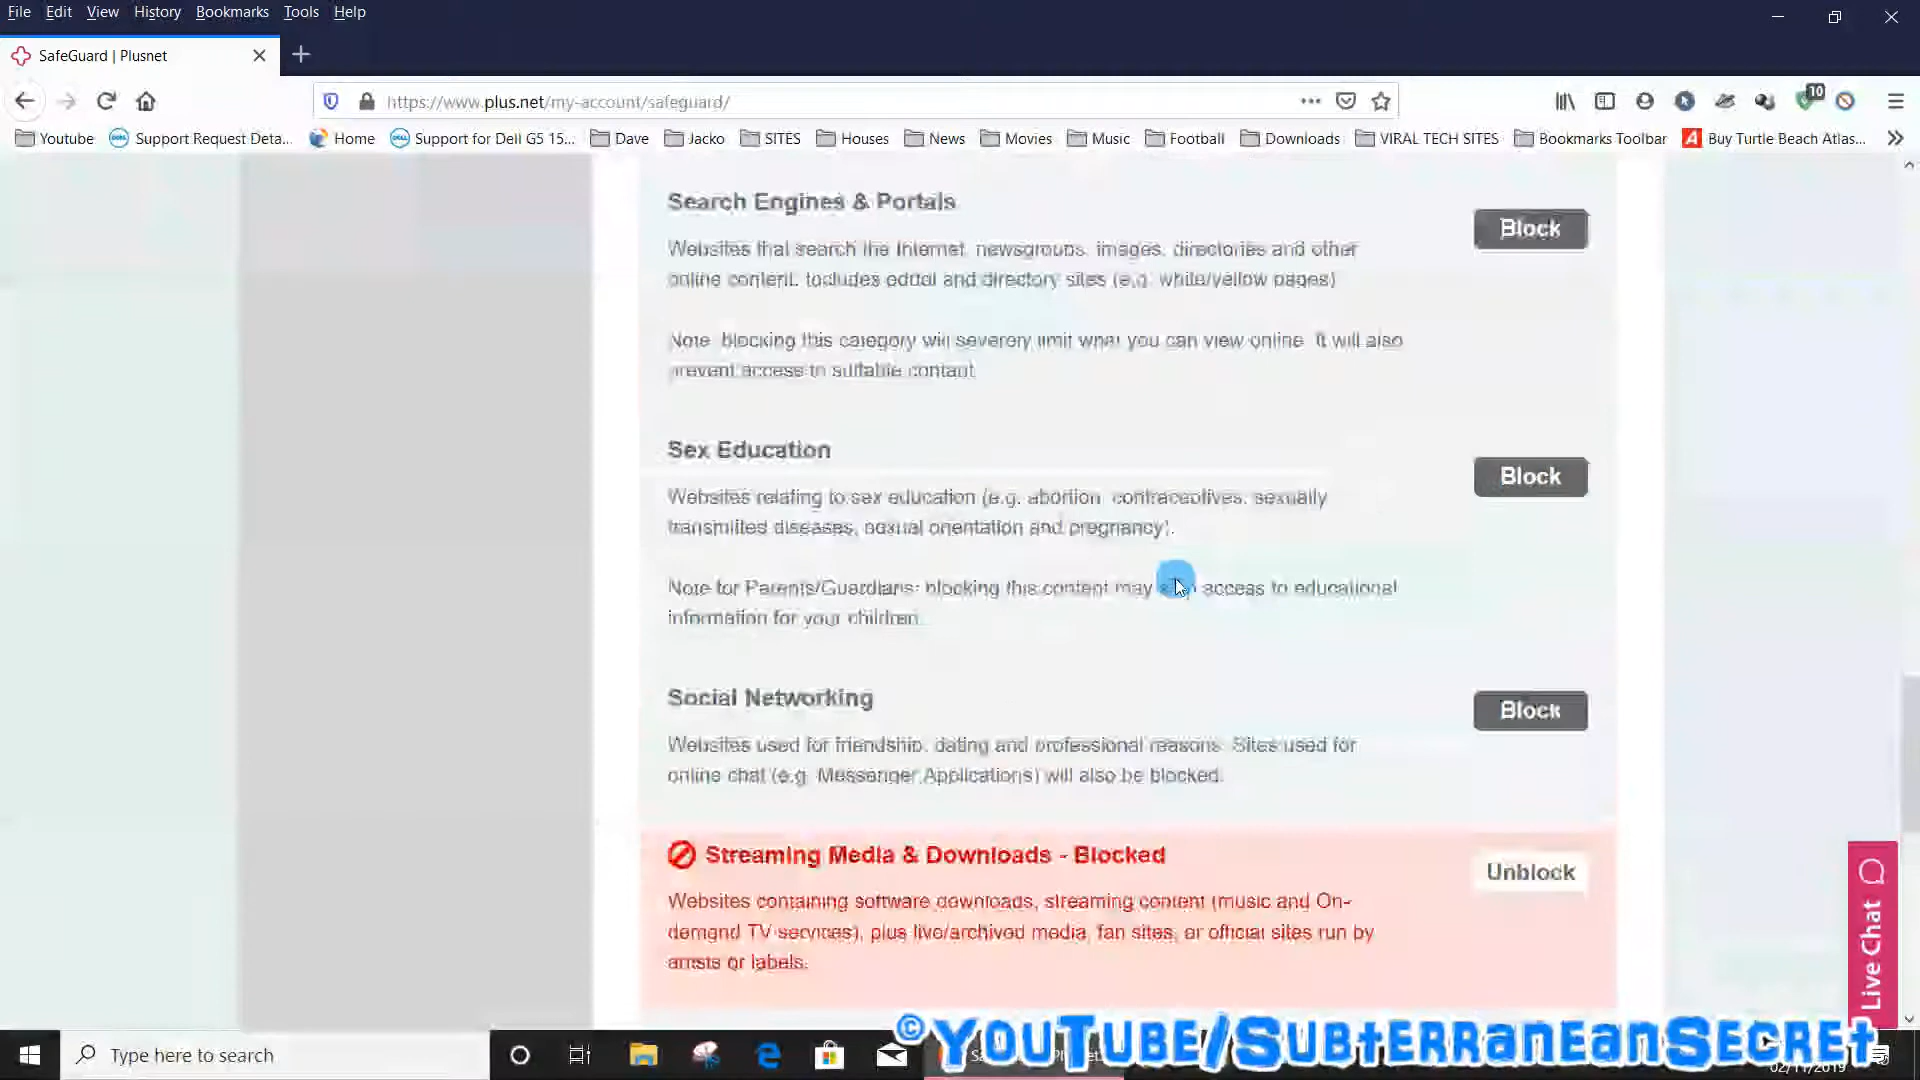 File Edit View History Bookmarks Tools Help
SafeGuard | Plusnet
https://www.plus.net/my-account/safeguard/
10
Youtube Support Request Deta... Home Support for Dell G5 15... Dave Jacko SITES Houses News Movies Music Football Downloads VIRAL TECH SITES Bookmarks Toolbar Buy Turtle Beach Atlas...
Search Engines & Portals
Block
Websites that search the Internet, newsgroups, images, directories and other
online content. Includes portal and directory sites (e.g. white/yellow pages)
Note blocking this category will severely limit what you can view online. It will also
prevent access to suitable content
Sex Education
Block
Websites relating to sex education (e.g. abortion, contraceptives, sexually
transmitted diseases, sexual orientation and pregnancy).
Note for Parents/Guardians: blocking this content may stop access to educational
information for your children.
Social Networking
Block
Websites used for friendship, dating and professional reasons. Sites used for
online chat (e.g. Messenger Applications) will also be blocked.
Streaming Media & Downloads - Blocked
Unblock
Websites containing software downloads, streaming content (music and On-
demand TV services), plus live/archived media, fan sites, or official sites run by
artists or labels.
Live Chat
Type here to search
©YouTube/SubterraneanSecret
02/11/2019